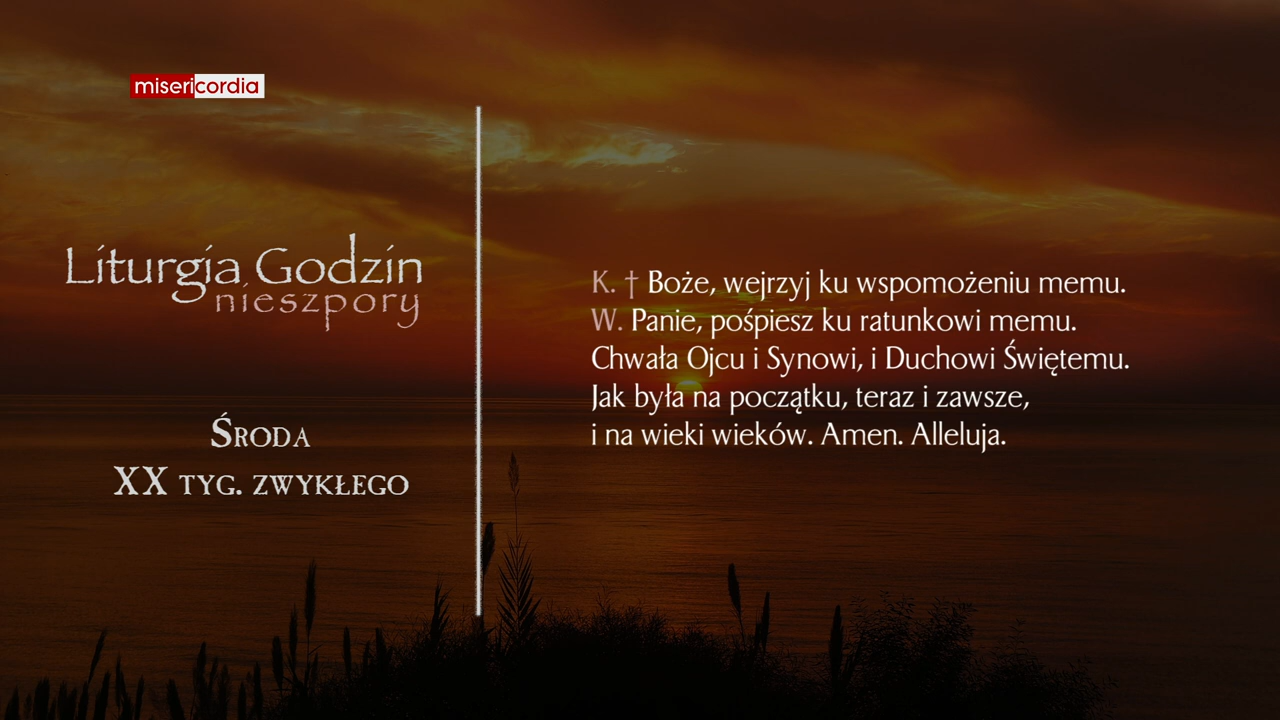 misericordia
Liturgia Godzin
nieszpory
Środa
XX tyg. zwykłego
K. † Boże, wejrzyj ku wspomożeniu memu.
W. Panie, pośpiesz ku ratunkowi memu.
Chwała Ojcu i Synowi, i Duchowi Świętemu.
Jak była na początku, teraz i zawsze,
i na wieki wieków. Amen. Alleluja.